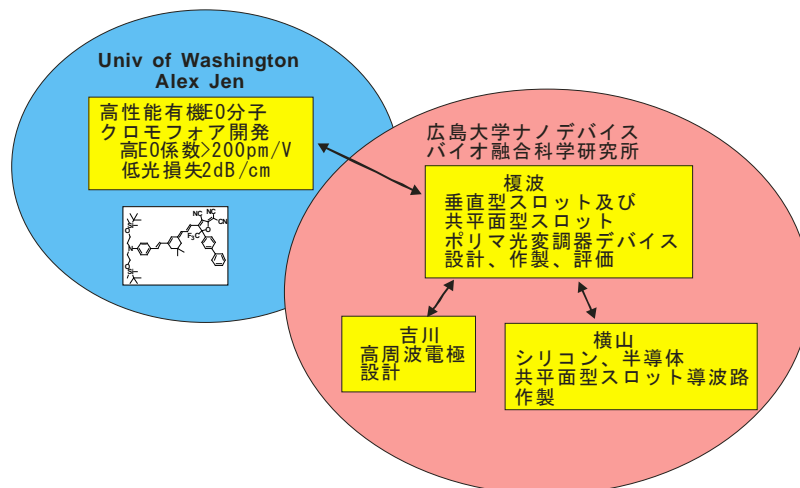 Univ of Washington
Alex Jen
高性能有機EO分子
クロモフォア開発
高EO係数>200pm/V
低光損失2dB/cm
NC
NC
CN
O
F₃C
N
O
Si
O
Si
広島大学ナノデバイス
バイオ融合科学研究所
榎波
垂直型スロット及び
共平面型スロット
ポリマ光変調器デバイス
設計、作製、評価
吉川
高周波電極
設計
横山
シリコン、半導体
共平面型スロット導波路
作製